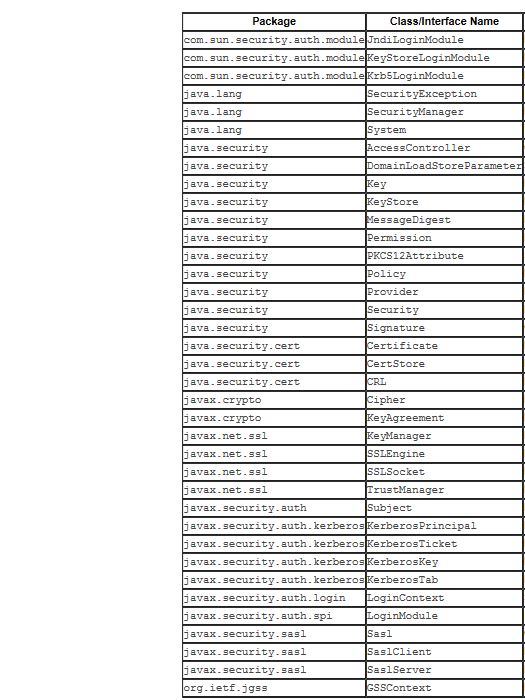 Package Class/Interface Name
com.sun.security.auth.module JndiLoginModule
com.sun.security.auth.module KeyStoreLoginModule
com.sun.security.auth.module Krb5LoginModule
java.lang SecurityException
java.lang SecurityManager
java.lang System
java.security AccessController
java.security DomainLoadStoreParameter
java.security Key
java.security KeyStore
java.security MessageDigest
java.security Permission
java.security PKCS12Attribute
java.security Policy
java.security Provider
java.security Security
java.security Signature
java.security.cert Certificate
java.security.cert CertStore
java.security.cert CRL
javax.crypto Cipher
javax.crypto KeyAgreement
javax.net.ssl KeyManager
javax.net.ssl SSLEngine
javax.net.ssl SSLSocket
javax.net.ssl TrustManager
javax.security.auth Subject
javax.security.auth.kerberos KerberosPrincipal
javax.security.auth.kerberos KerberosTicket
javax.security.auth.kerberos KerberosKey
javax.security.auth.kerberos KerberosTab
javax.security.auth.login LoginContext
javax.security.auth.spi LoginModule
javax.security.sasl Sasl
javax.security.sasl SaslClient
javax.security.sasl SaslServer
org.ietf.jgss GSSContext